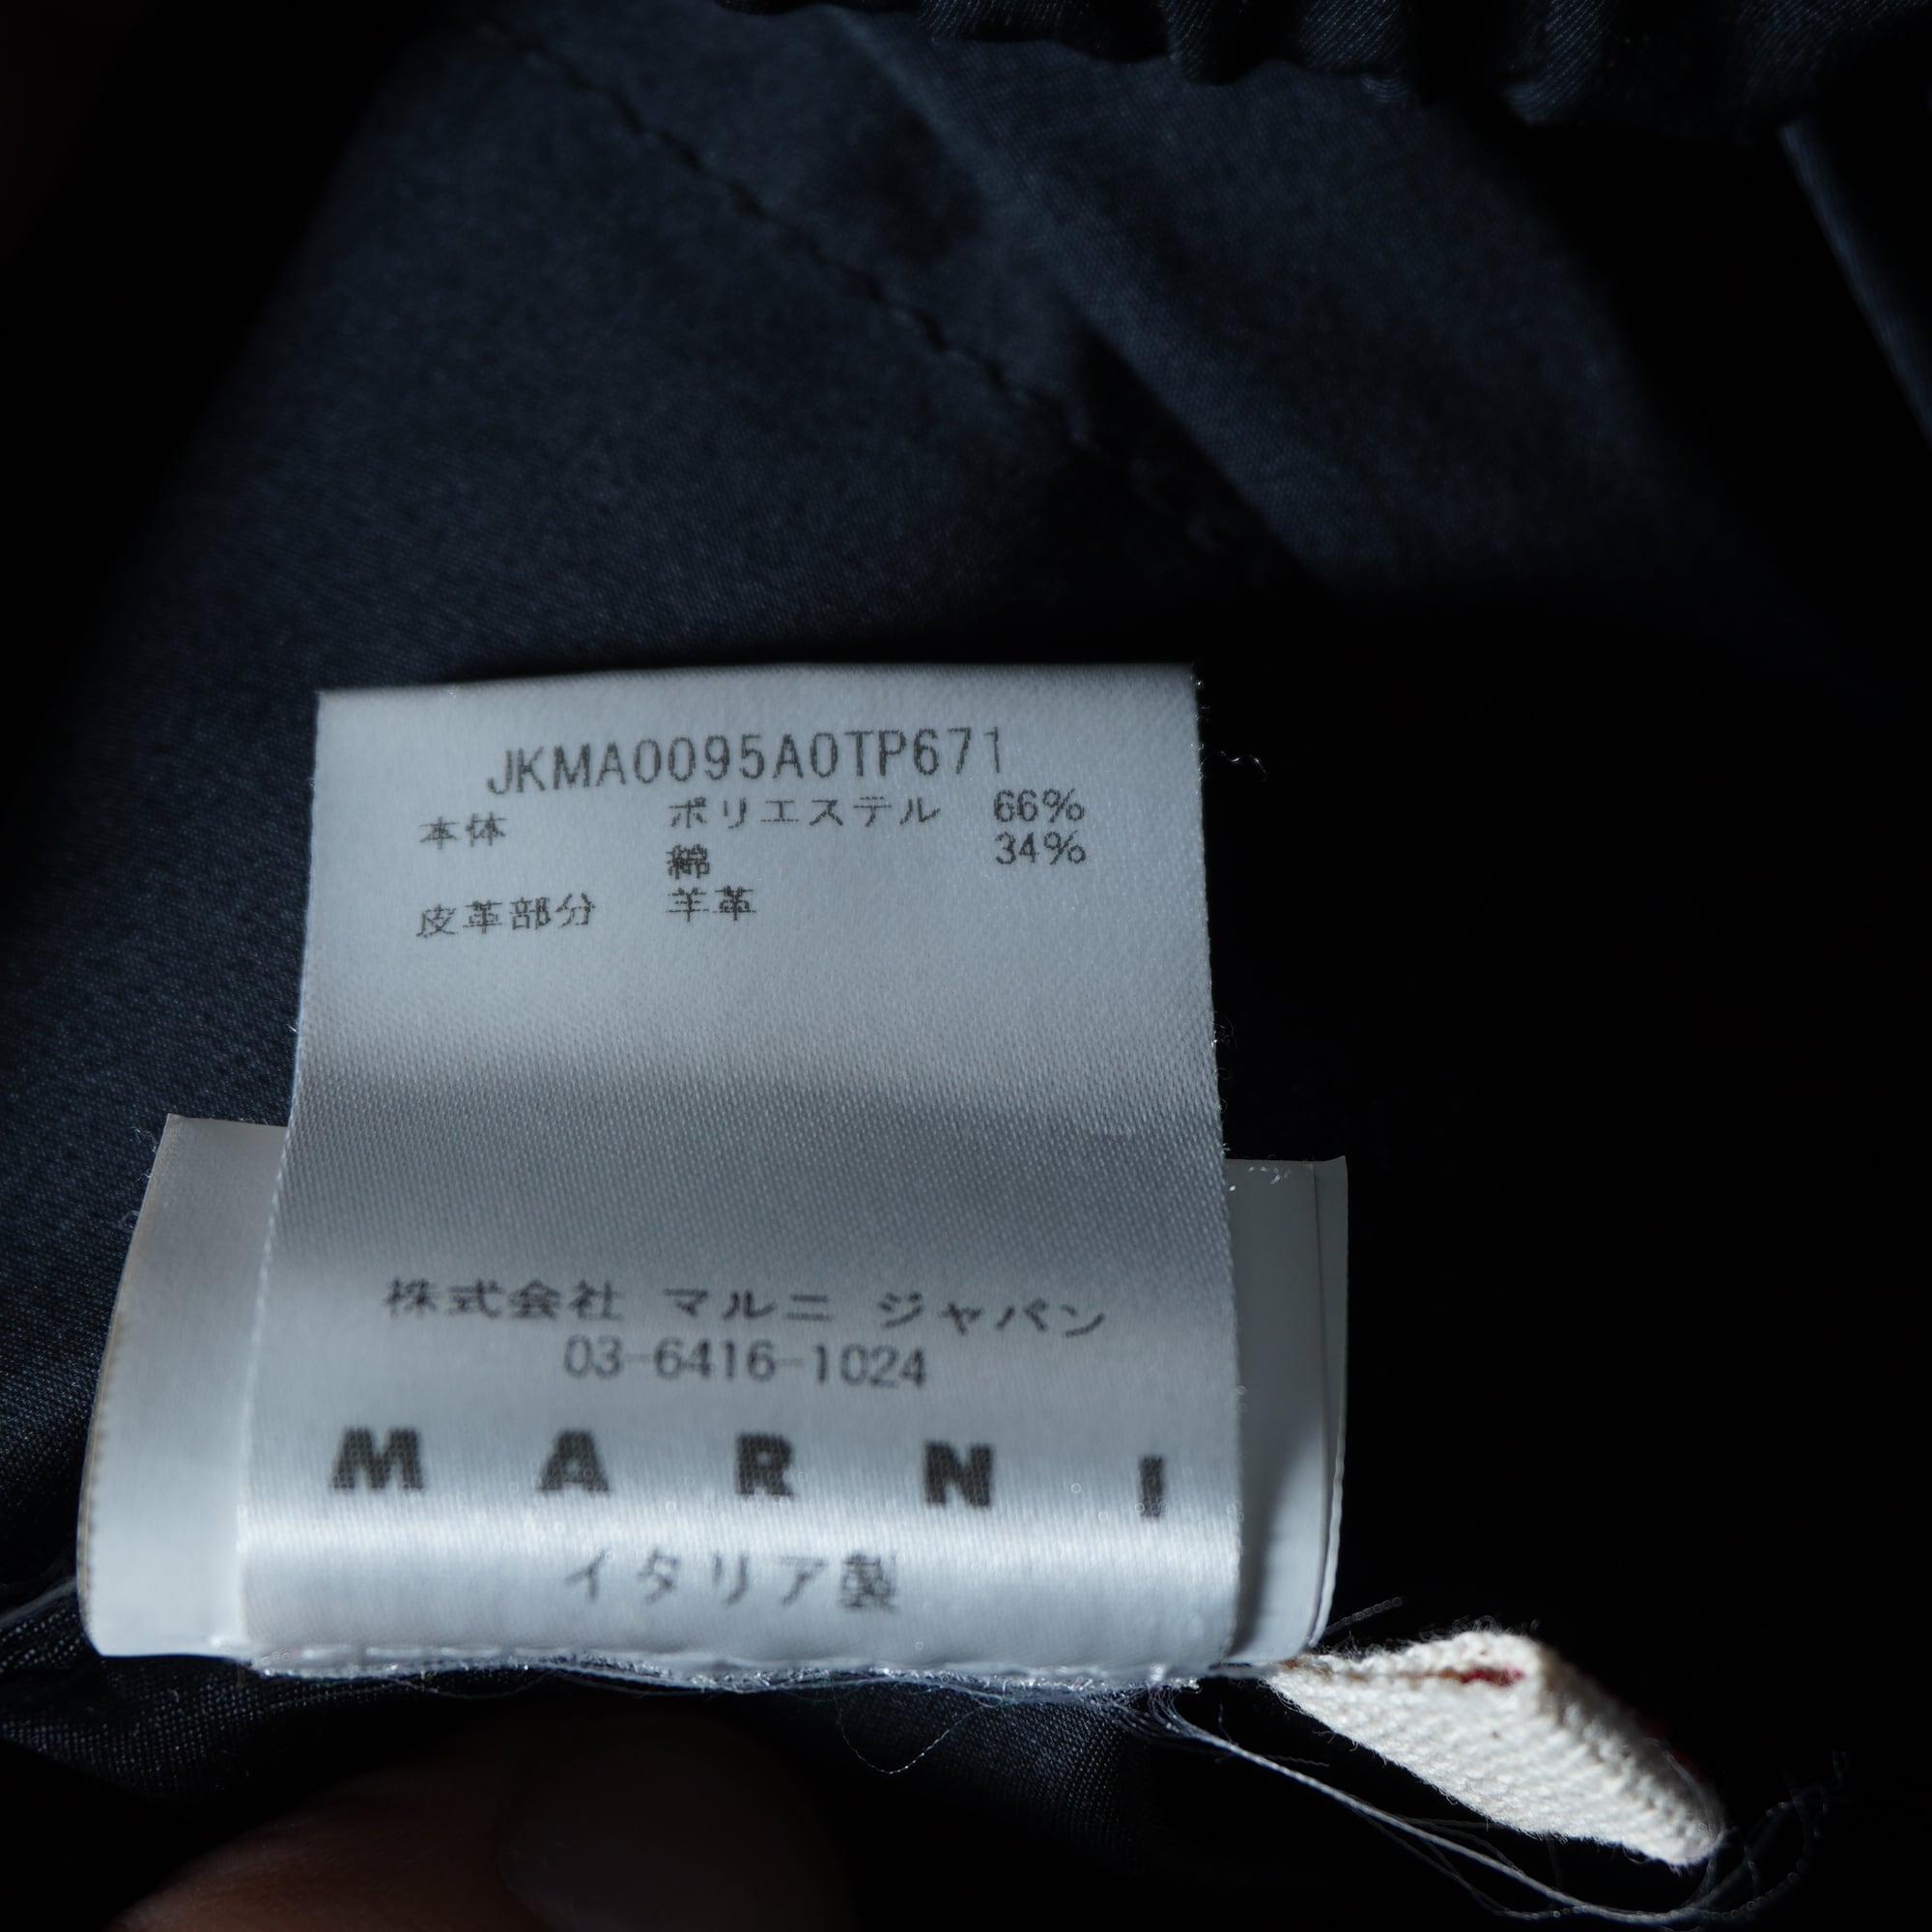 JKMA0095A0TP671
本体 ポリエステル 66%
綿 34%
皮革部分 羊革
株式会社 マルニ ジャパン
03-6416-1024
MARNI
イタリア製